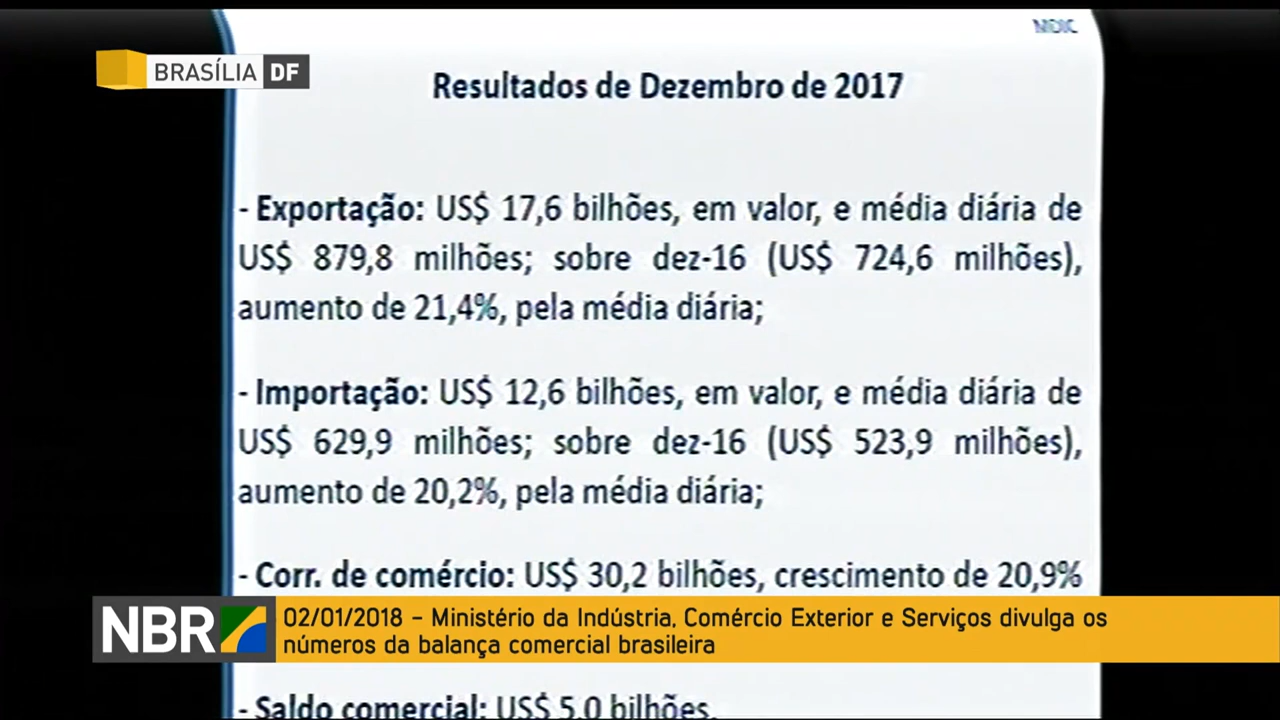 MDIC
BRASÍLIA DF
Resultados de Dezembro de 2017
- Exportação: US$ 17,6 bilhões, em valor, e média diária de
US$ 879,8 milhões; sobre dez-16 (US$ 724,6 milhões),
aumento de 21,4%, pela média diária;
- Importação: US$ 12,6 bilhões, em valor, e média diária de
US$ 629,9 milhões; sobre dez-16 (US$ 523,9 milhões),
aumento de 20,2%, pela média diária;
- Corr. de comércio: US$ 30,2 bilhões, crescimento de 20,9%
NBR
02/01/2018 – Ministério da Indústria, Comércio Exterior e Serviços divulga os
números da balança comercial brasileira
- Saldo comercial: US$ 5,0 bilhões.